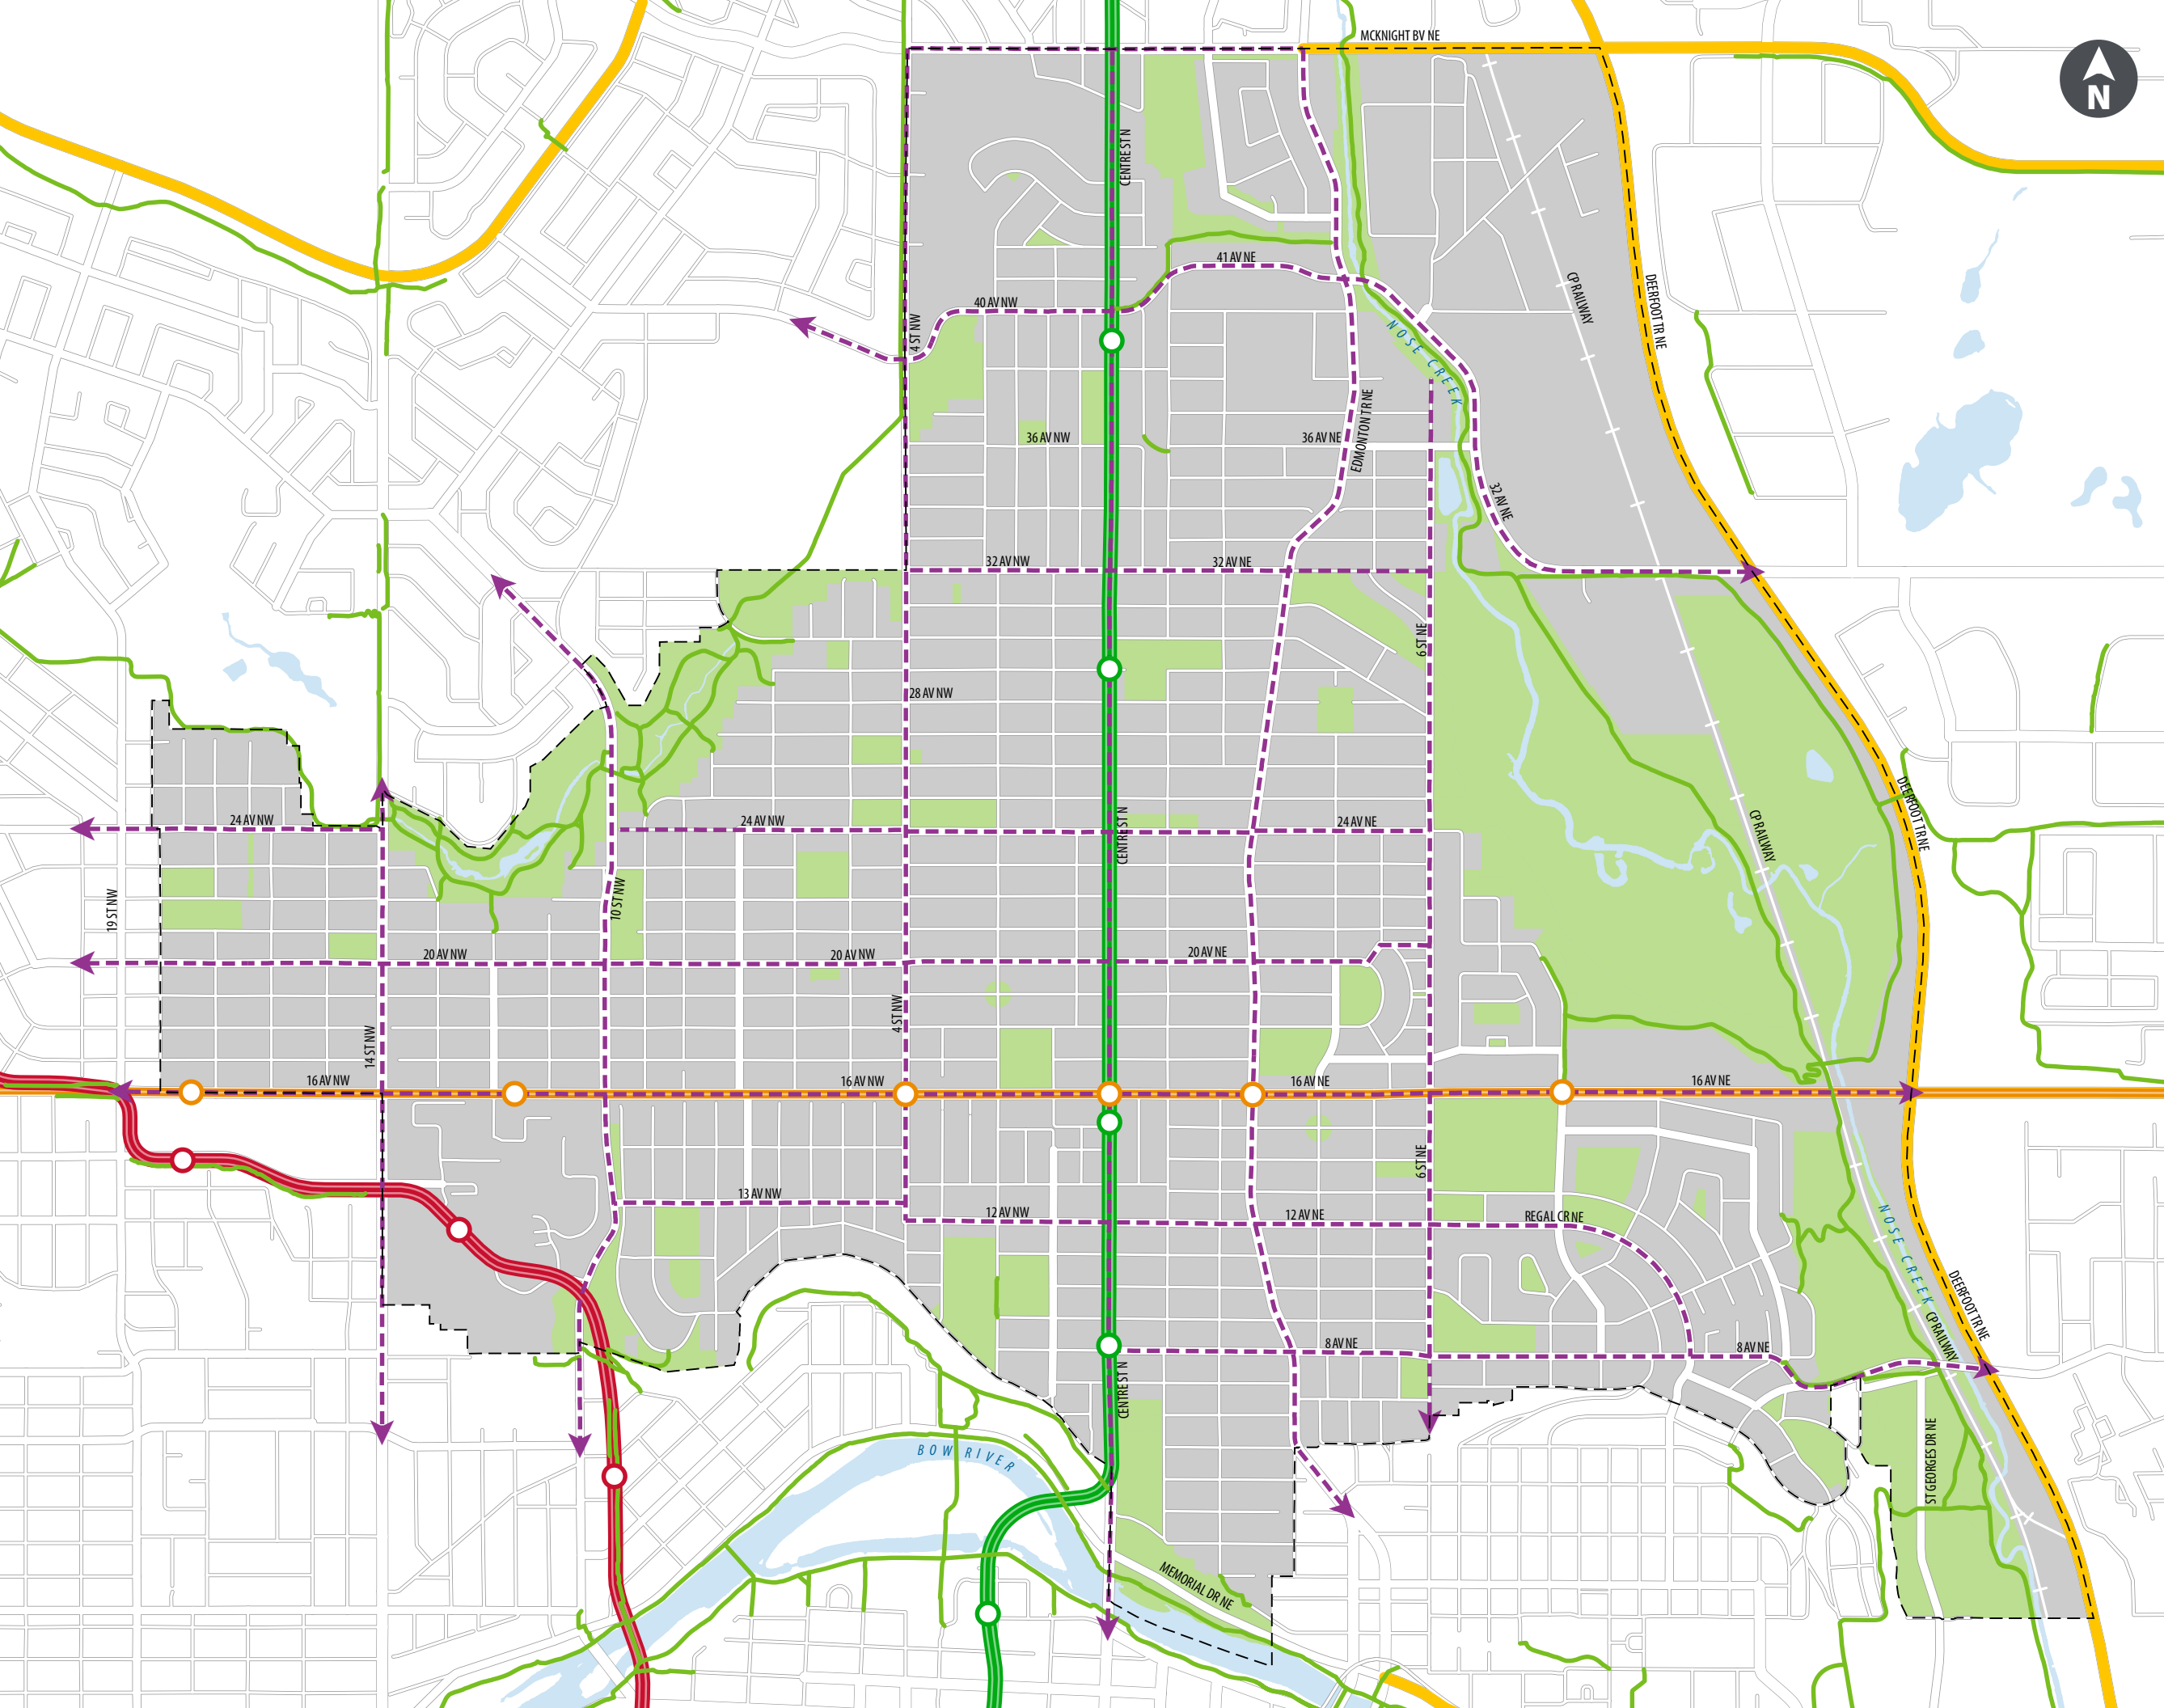 MCKNIGHT BV NE
N
CENTRE ST N
41 AV NE
40 AV NW
4 ST NW
CP RAILWAY
DEERFOOT TR NE
NOSE CREEK
36 AV NW
36 AV NE
EDMONTON TR NE
32 AV NE
32 AV NW
32 AV NE
6 ST NE
28 AV NW
24 AV NW
24 AV NW
CENTRE ST N
24 AV NE
CP RAILWAY
DEERFOOT TR NE
19 ST NW
10 ST NW
20 AV NW
20 AV NW
20 AV NE
4 ST NW
14 ST NW
16 AV NW
16 AV NW
16 AV NE
16 AV NE
6 ST NE
13 AV NW
12 AV NW
12 AV NE
REGAL CR NE
NOSE CREEK
DEERFOOT TR NE
CP RAILWAY
8 AV NE
8 AV NE
CENTRE ST N
ST GEORGES DR NE
BOW RIVER
MEMORIAL DR NE